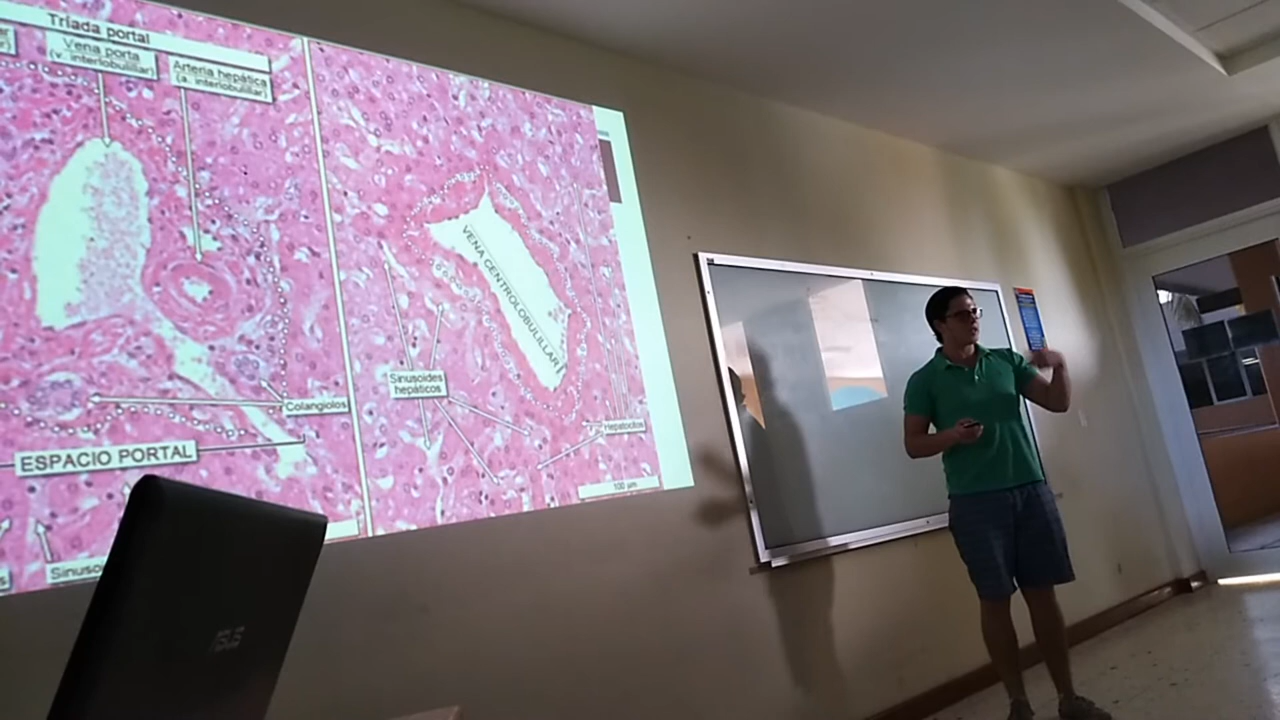 Tríada portal
Vena porta
(v. interlobulillar)
Arteria hepática
(a. interlobulillar)
VENA CENTROLOBULILLAR
Sinusoides
hepáticos
Colangiolos
Hepatocitos
ESPACIO PORTAL
100 µm
Sinuso
ASUS